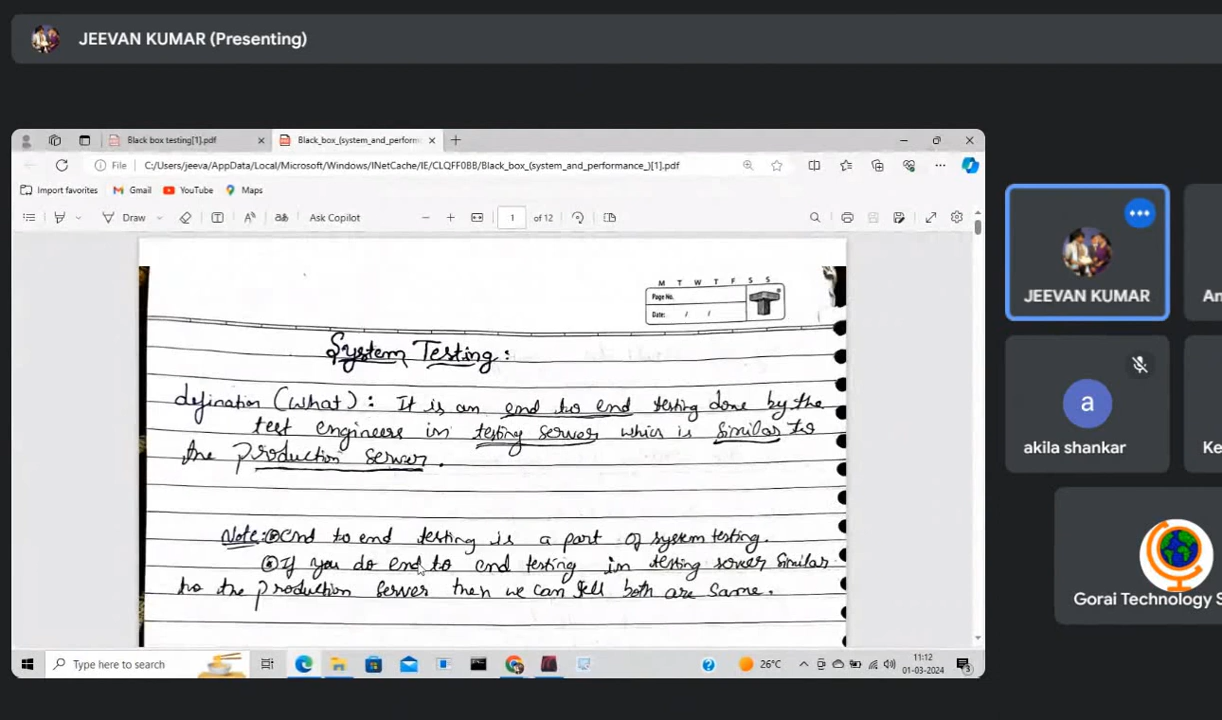 JEEVAN KUMAR (Presenting)
Black box testing[1].pdf
Black_box_(system_and_perform
File
C:/Users/jeeva/AppData/Local/Microsoft/Windows/INetCache/IE/CLQFF0BB/Black_box_(system_and_performance_)[1].pdf
Import favorites Gmail YouTube Maps
Draw Ask Copilot 1 of 12
M T W T F S S
Page No.
Date: / /
System Testing:
defination (What): It is an end to end testing done by the
test engineers in testing server which is similar to
the production server.
Note: End to end testing is a part of system testing.
If you do end to end testing in testing server similar
to the production server then we can tell both are same.
Type here to search
26°C
11:12
01-03-2024
3
JEEVAN KUMAR
An
a
akila shankar
Ke
Gorai Technology S